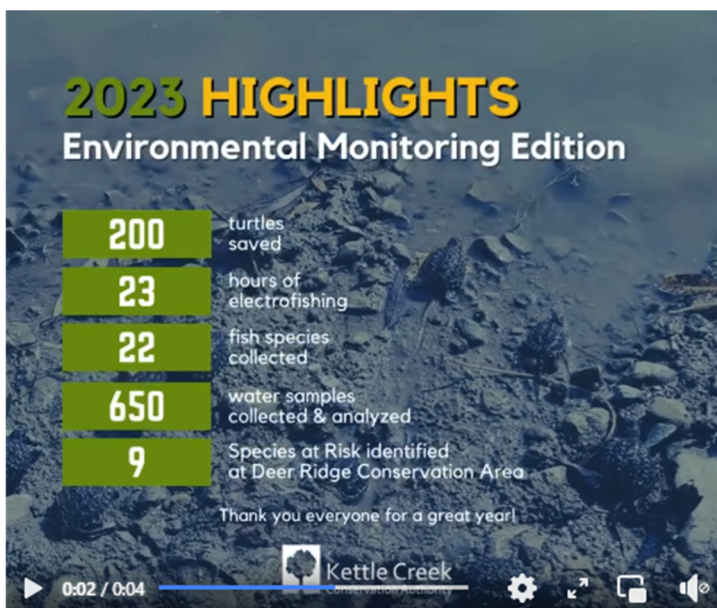 2023 HIGHLIGHTS
Environmental Monitoring Edition
200
turtles
saved
23
hours of
electrofishing
22
fish species
collected
650
water samples
collected & analyzed
9
Species at Risk identified
at Deer Ridge Conservation Area
Thank you everyone for a great year!
Kettle Creek
Conservation Authority
0:02 / 0:04